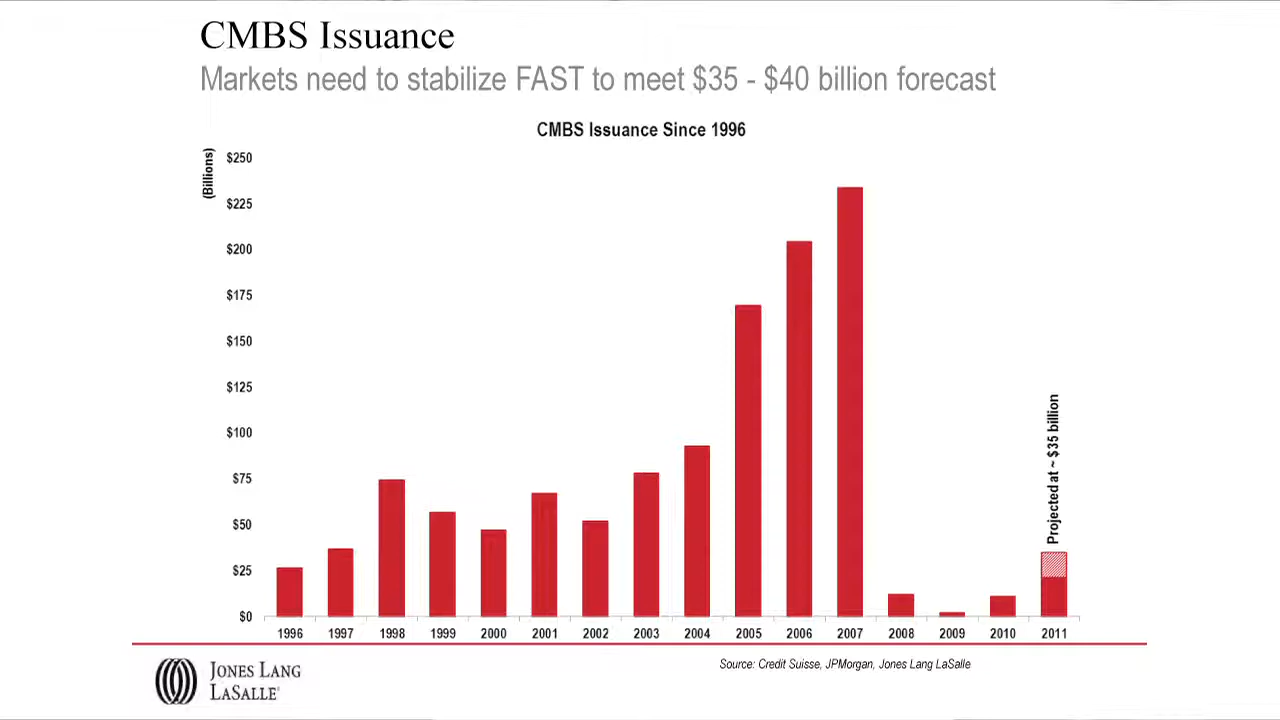 CMBS Issuance
Markets need to stabilize FAST to meet $35 - $40 billion forecast
CMBS Issuance Since 1996
(Billions)
$250
$225
$200
$175
$150
$125
$100
$75
$50
$25
$0
Projected at ~ $35 billion
1996 1997 1998 1999 2000 2001 2002 2003 2004 2005 2006 2007 2008 2009 2010 2011
Source: Credit Suisse, JPMorgan, Jones Lang LaSalle
JONES LANG
LASALLE®